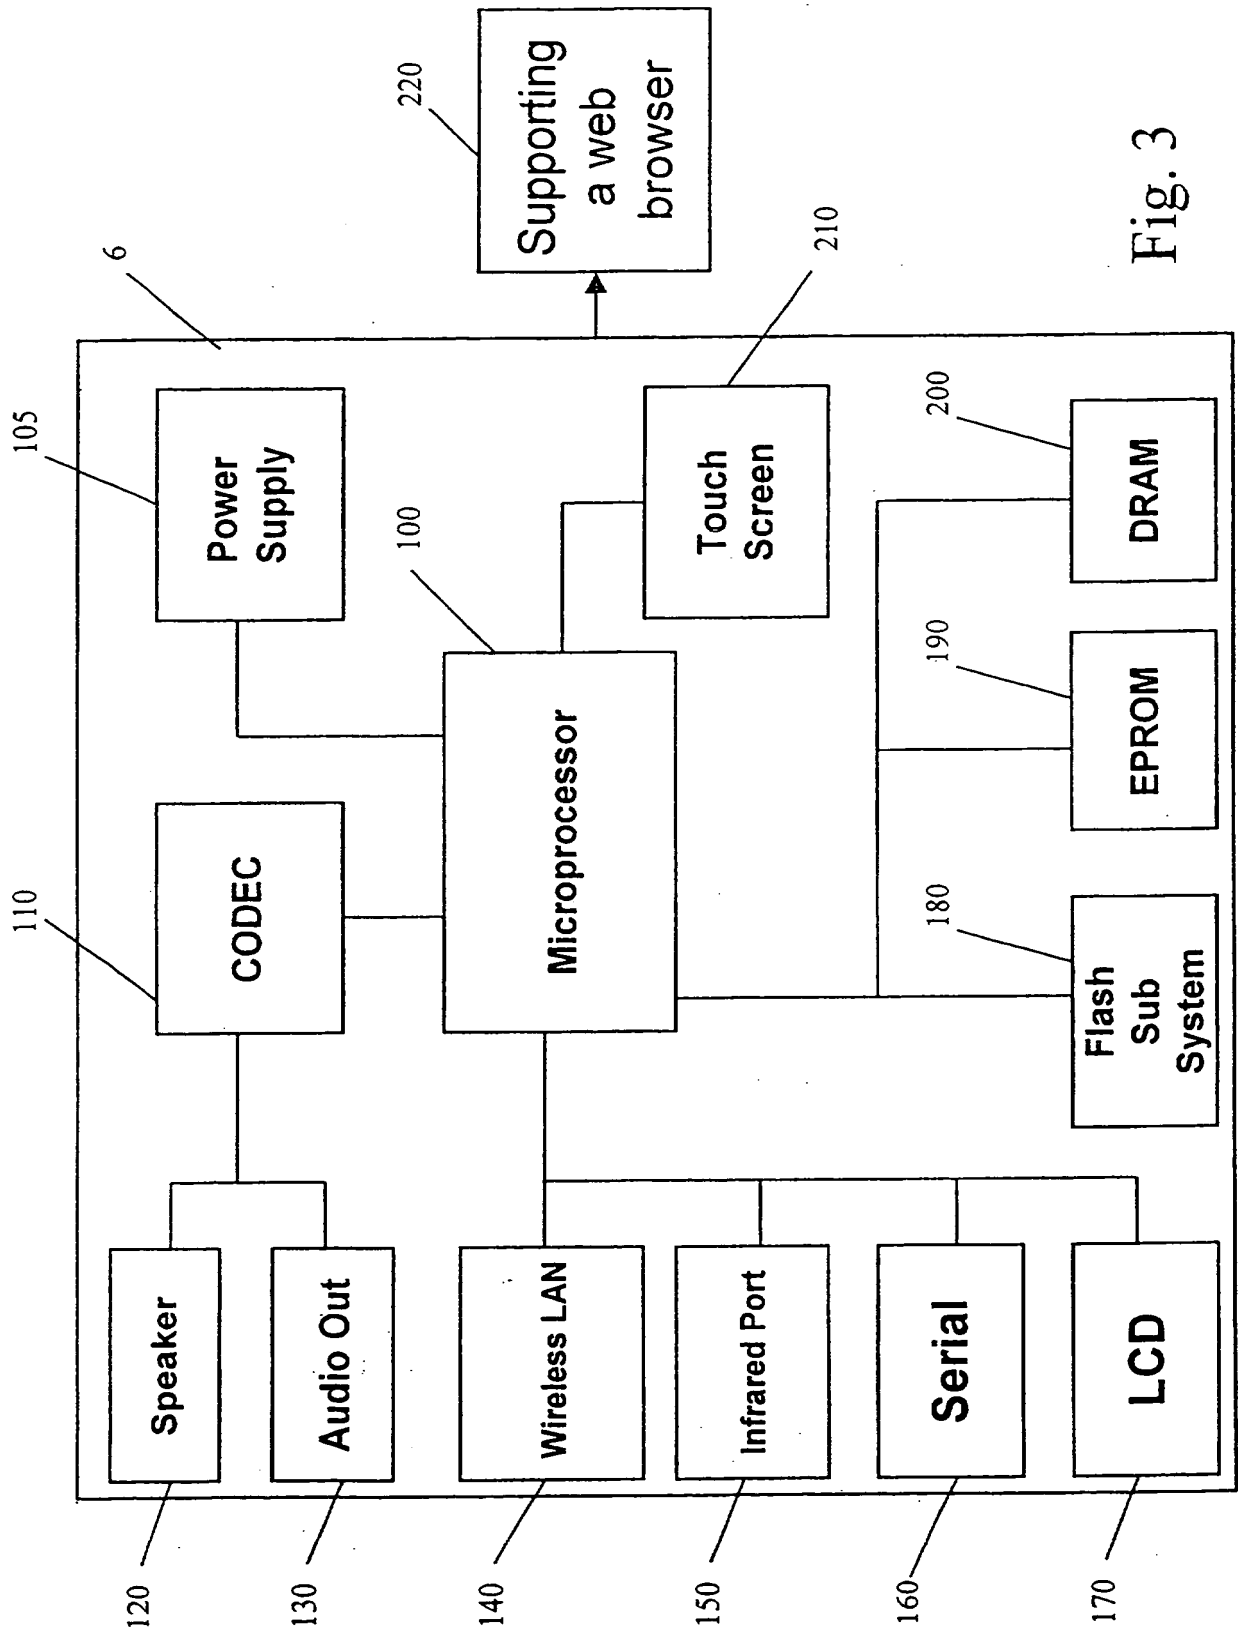 110
105
6
220
Speaker
CODEC
Power
Supply
Supporting
a web
browser
120
Audio Out
130
100
Wireless LAN
Microprocessor
140
210
Touch
Screen
Infrared Port
150
180
190
200
Serial
160
Flash
Sub
System
EPROM
DRAM
LCD
170
Fig. 3